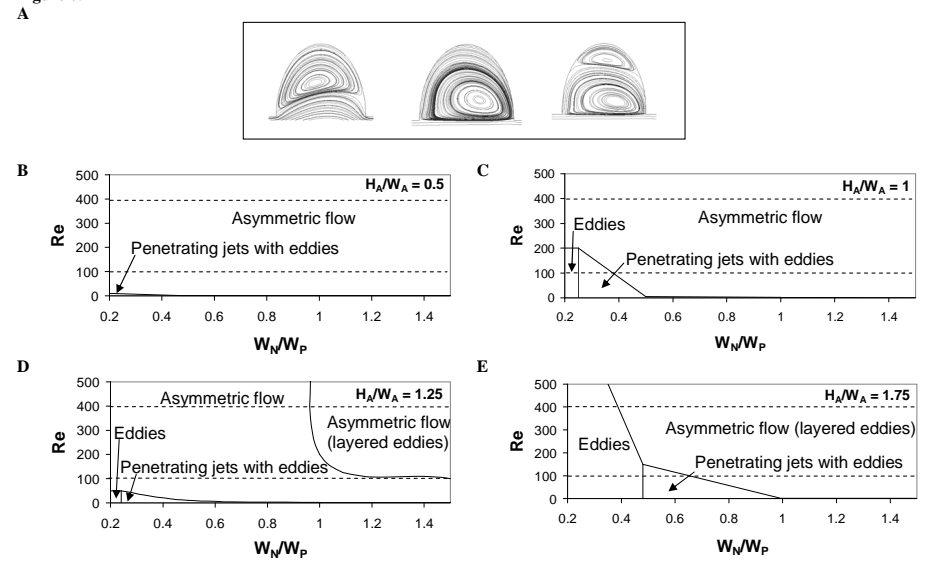 A
B
500
400
300
200
100
0
Re
H_A/W_A = 0.5
Asymmetric flow
Penetrating jets with eddies
0.2 0.4 0.6 0.8 1 1.2 1.4
W_N/W_P
C
500
400
300
200
100
0
Re
H_A/W_A = 1
Asymmetric flow
Eddies
Penetrating jets with eddies
0.2 0.4 0.6 0.8 1 1.2 1.4
W_N/W_P
D
500
400
300
200
100
0
Re
H_A/W_A = 1.25
Asymmetric flow
Asymmetric flow
(layered eddies)
Eddies
Penetrating jets with eddies
0.2 0.4 0.6 0.8 1 1.2 1.4
W_N/W_P
E
500
400
300
200
100
0
Re
H_A/W_A = 1.75
Asymmetric flow (layered eddies)
Eddies
Penetrating jets with eddies
0.2 0.4 0.6 0.8 1 1.2 1.4
W_N/W_P